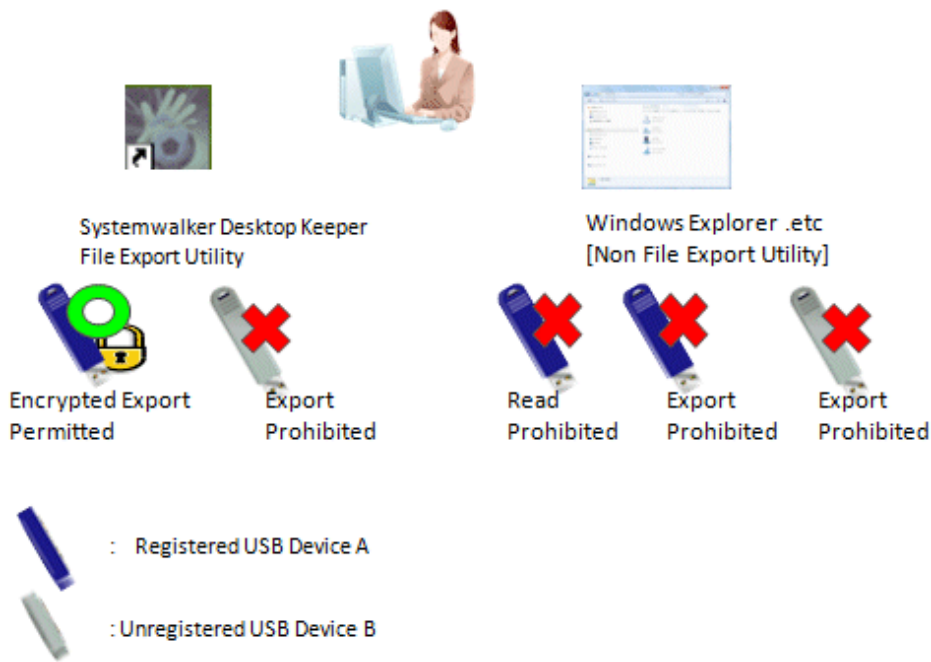 Systemwalker Desktop Keeper
File Export Utility
Windows Explorer .etc
[Non File Export Utility]
Encrypted Export
Permitted
Export
Prohibited
Read
Prohibited
Export
Prohibited
Export
Prohibited
: Registered USB Device A
: Unregistered USB Device B